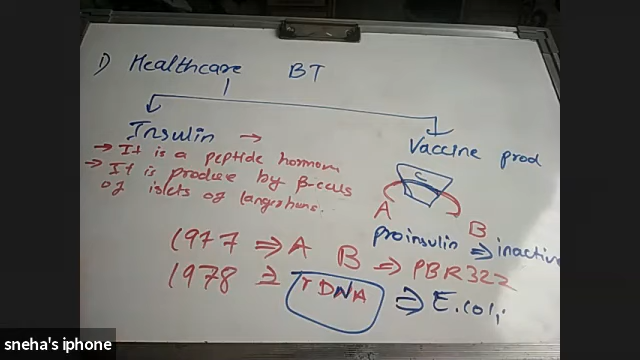 1) Healthcare BT
Insulin → Vaccine prod
→ It is a peptide hormon
→ It is produce by β-cells
of islets of langerhans.
C
A B
proinsulin ⇒ inactive
1977 ⇒ A B ⇒ PBR322
1978 ⇒ T DNA ⇒ E.coli
sneha's iphone